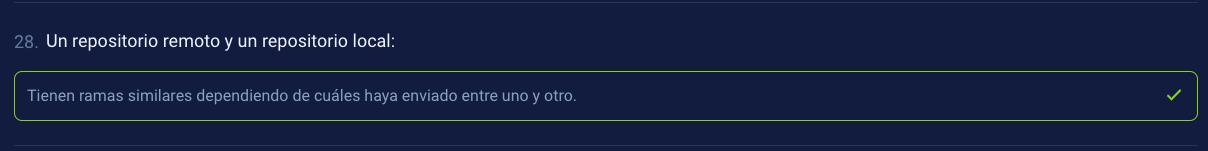 28. Un repositorio remoto y un repositorio local:
Tienen ramas similares dependiendo de cuáles haya enviado entre uno y otro.